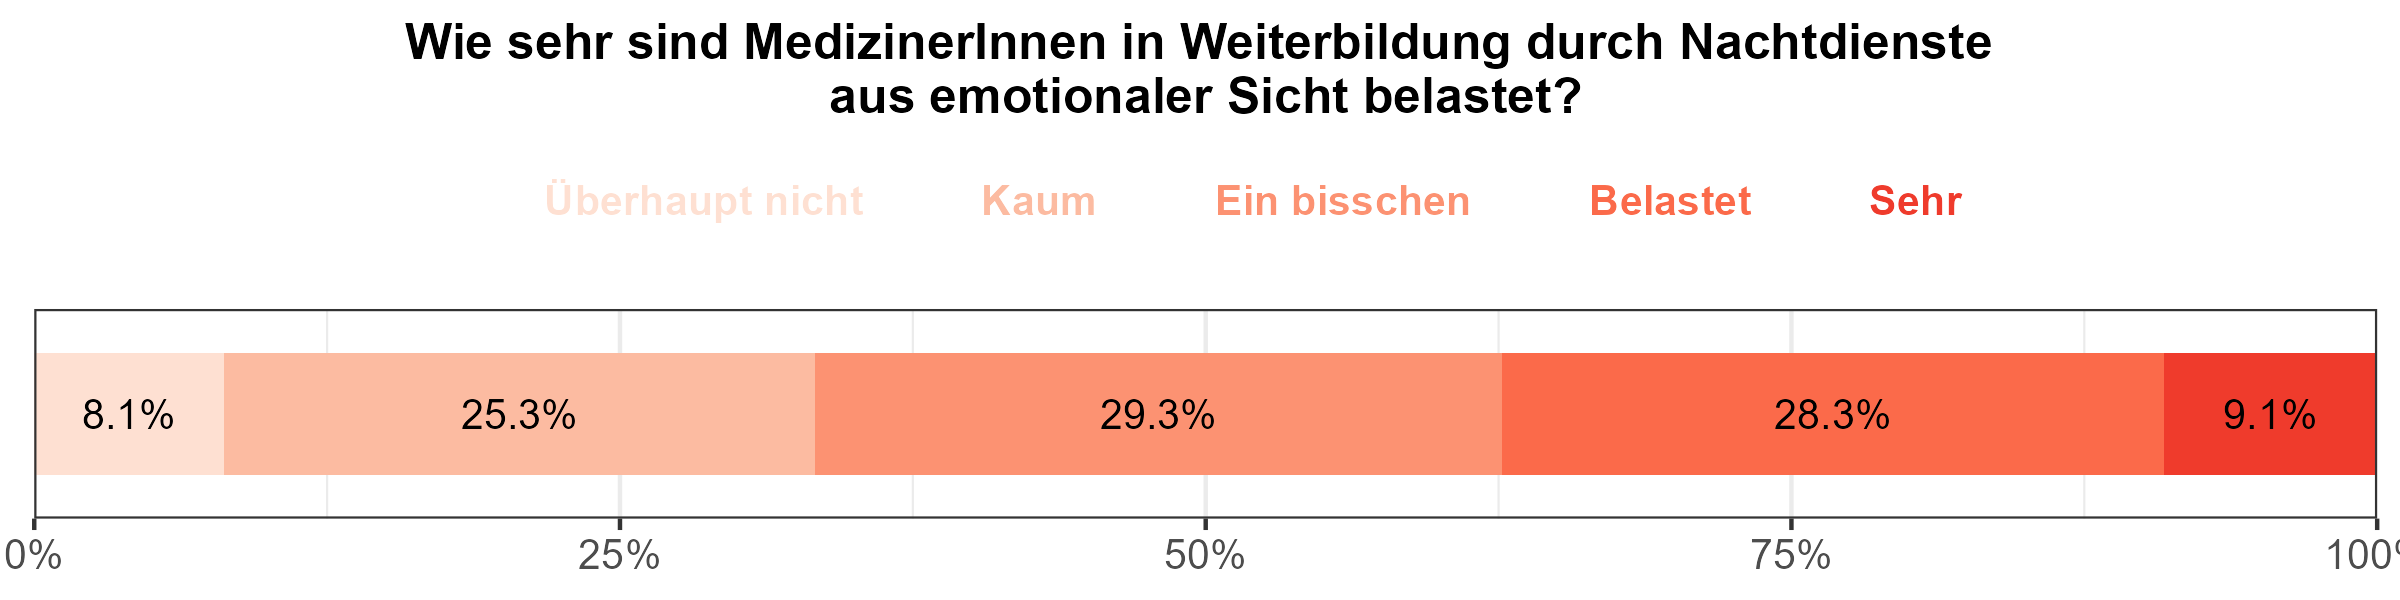 Wie sehr sind MedizinerInnen in Weiterbildung durch Nachtdienste
aus emotionaler Sicht belastet?
Überhaupt nicht Kaum Ein bisschen Belastet Sehr
8.1% 25.3% 29.3% 28.3% 9.1%
0% 25% 50% 75% 100%